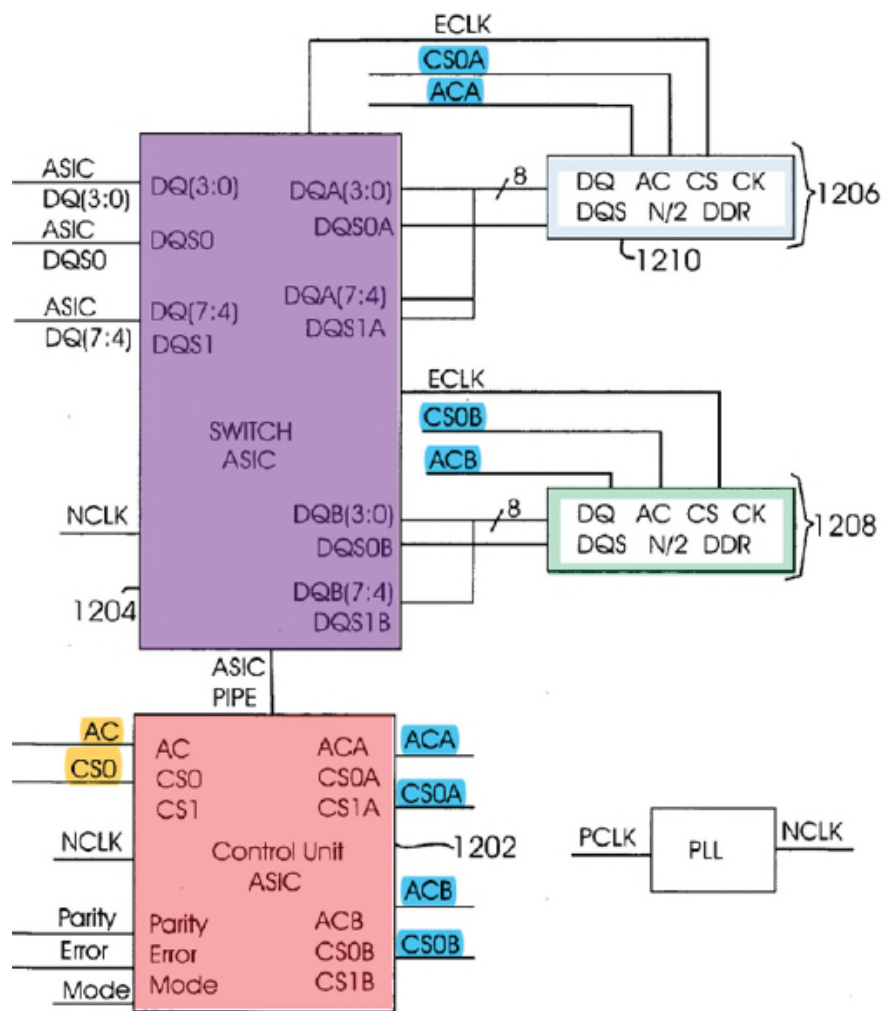 ECLK
CS0A
ACA
ASIC
DQ(3:0)
ASIC
DQS0
ASIC
DQ(7:4)
DQ(3:0)
DQS0
DQ(7:4)
DQS1
DQA(3:0)
DQS0A
DQA(7:4)
DQS1A
8
DQ AC CS CK
DQS N/2 DDR
1206
1210
SWITCH
ASIC
ECLK
CS0B
ACB
NCLK
DQB(3:0)
DQS0B
DQB(7:4)
DQS1B
8
DQ AC CS CK
DQS N/2 DDR
1208
1204
ASIC
PIPE
AC
CS0
NCLK
Parity
Error
Mode
AC
CS0
CS1
ACA
CS0A
CS1A
Control Unit
ASIC
Parity
Error
Mode
ACB
CS0B
CS1B
ACA
CS0A
1202
ACB
CS0B
PCLK
PLL
NCLK